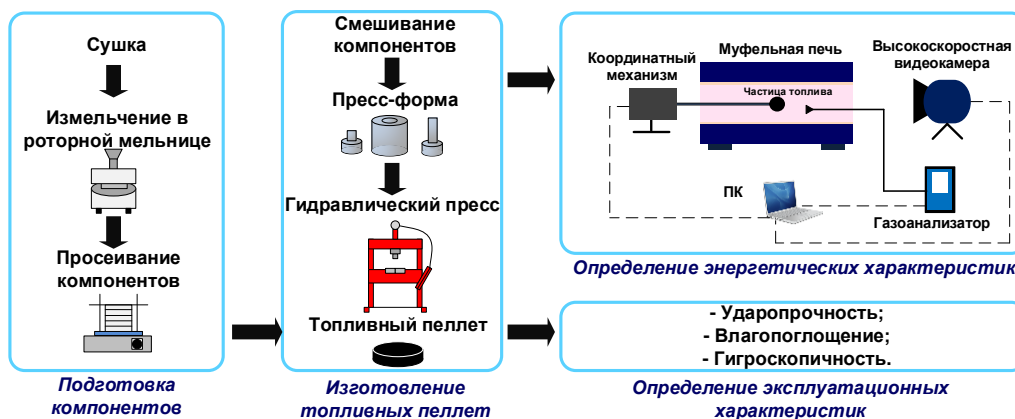 Сушка
Измельчение в
роторной мельнице
Просеивание
компонентов
Подготовка
компонентов
Смешивание
компонентов
Пресс-форма
Гидравлический пресс
Топливный пеллет
Изготовление
топливных пеллет
Координатный
механизм
Муфельная печь
Частица топлива
Высокоскоростная
видеокамера
ПК
Газоанализатор
Определение энергетических характеристик
- Ударопрочность;
- Влагопоглощение;
- Гигроскопичность.
Определение эксплуатационных
характеристик